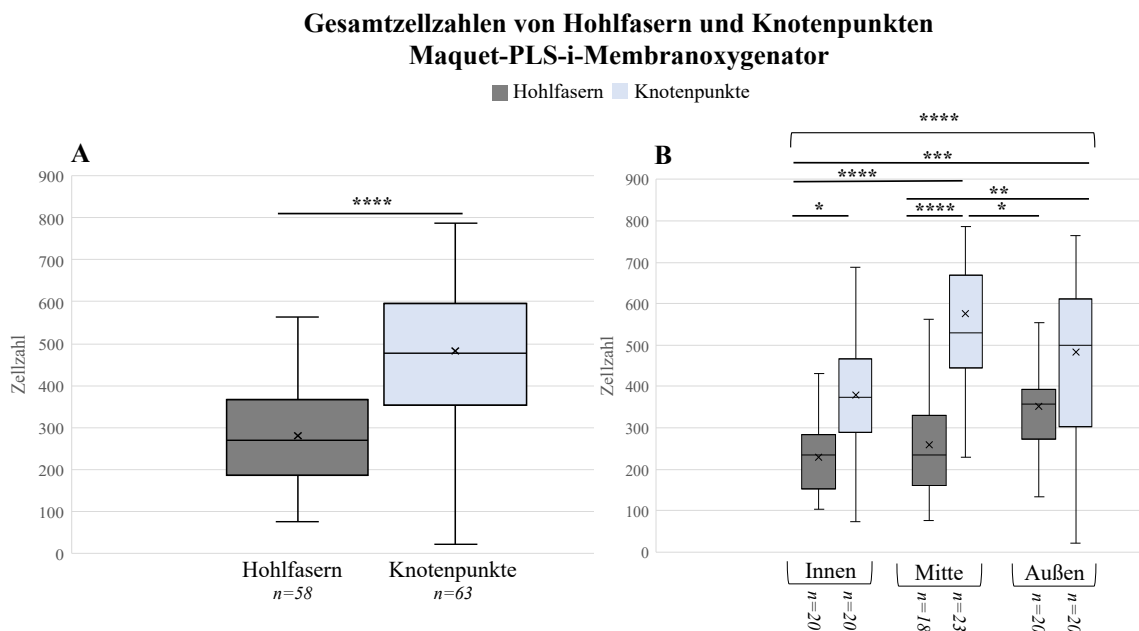 Gesamtzellzahlen von Hohlfasern und Knotenpunkten
Maquet-PLS-i-Membranoxygenator
Hohlfasern Knotenpunkte
A
Zellzahl
900
800
700
600
500
400
300
200
100
0
****
Hohlfasern Knotenpunkte
n=58 n=63
B
Zellzahl
900
800
700
600
500
400
300
200
100
0
****
***
****
**
* **** *
Innen Mitte Außen
n=20 n=20 n=18 n=23 n=20 n=20